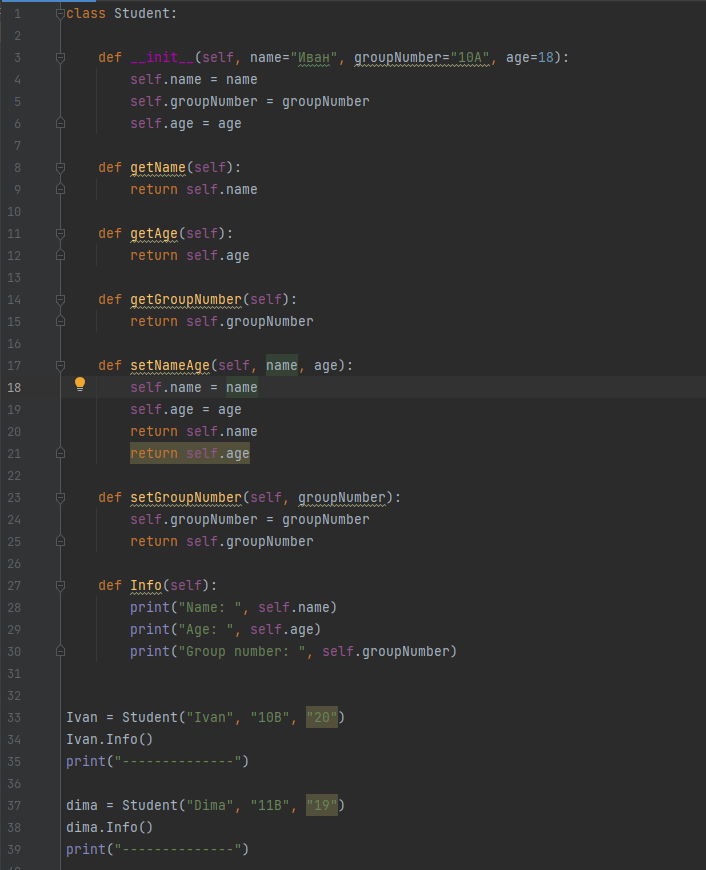 1 class Student:
2
3     def __init__(self, name="Иван", groupNumber="10A", age=18):
4         self.name = name
5         self.groupNumber = groupNumber
6         self.age = age
7
8     def getName(self):
9         return self.name
10
11     def getAge(self):
12         return self.age
13
14     def getGroupNumber(self):
15         return self.groupNumber
16
17     def setNameAge(self, name, age):
18         self.name = name
19         self.age = age
20         return self.name
21         return self.age
22
23     def setGroupNumber(self, groupNumber):
24         self.groupNumber = groupNumber
25         return self.groupNumber
26
27     def Info(self):
28         print("Name: ", self.name)
29         print("Age: ", self.age)
30         print("Group number: ", self.groupNumber)
31
32
33 Ivan = Student("Ivan", "10B", "20")
34 Ivan.Info()
35 print("--------------")
36
37 dima = Student("Dima", "11B", "19")
38 dima.Info()
39 print("--------------")